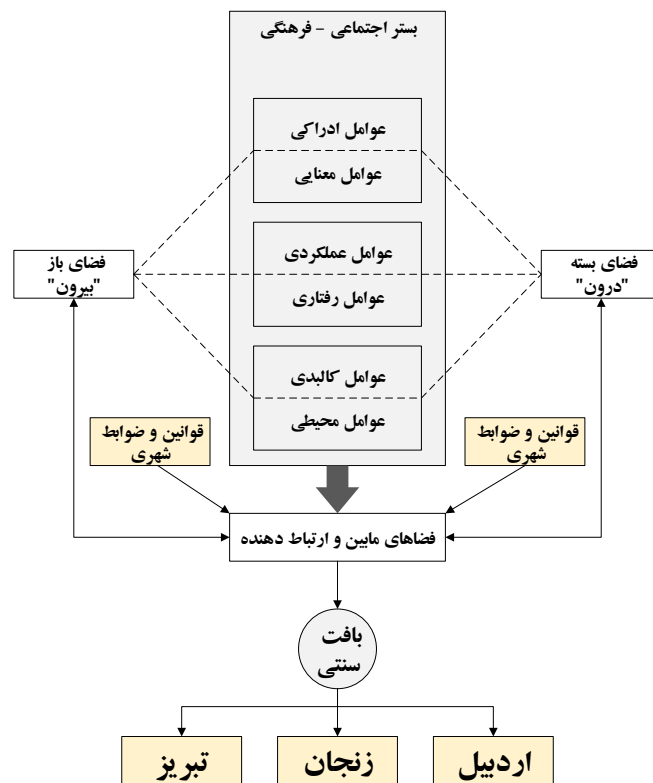 بستر اجتماعی - فرهنگی
عوامل ادراکی
عوامل معنایی
عوامل عملکردی
عوامل رفتاری
عوامل کالبدی
عوامل محیطی
فضای بسته
"درون"
فضای باز
"بیرون"
قوانین و ضوابط
شهری
قوانین و ضوابط
شهری
فضاهای مابین و ارتباط دهنده
بافت
سنتی
اردبیل
زنجان
تبریز